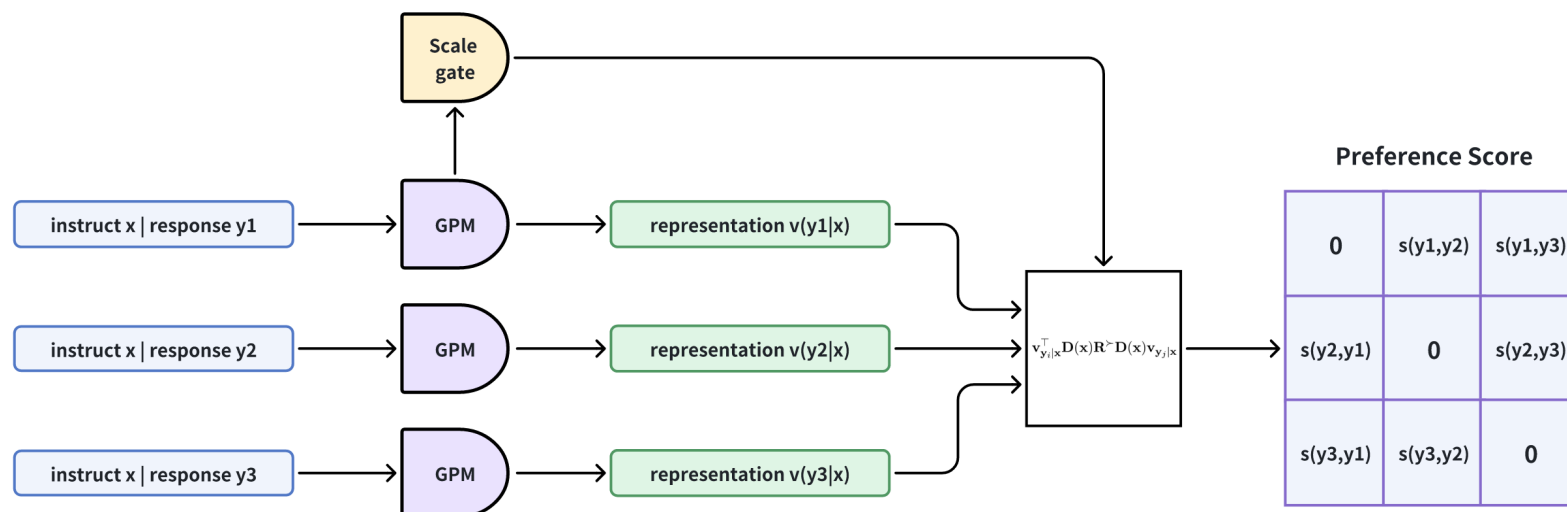 Scale
gate
Preference Score
instruct x | response y1
GPM
representation v(y1|x)
0
s(y1,y2)
s(y1,y3)
instruct x | response y2
GPM
representation v(y2|x)
𝐯⊤𝐲ᵢ|𝐱𝐃(𝐱)𝐑≻𝐃(𝐱)𝐯𝐲ⱼ|𝐱
s(y2,y1)
0
s(y2,y3)
instruct x | response y3
GPM
representation v(y3|x)
s(y3,y1)
s(y3,y2)
0